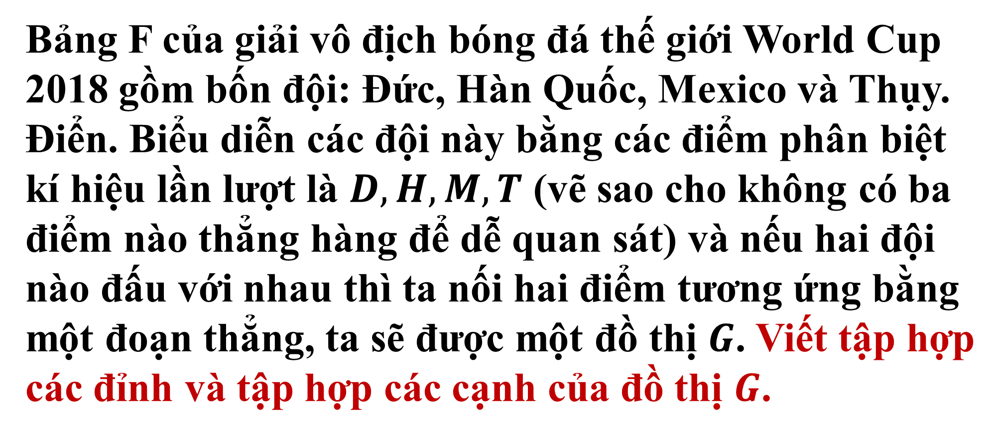 Bảng F của giải vô địch bóng đá thế giới World Cup
2018 gồm bốn đội: Đức, Hàn Quốc, Mexico và Thụy.
Điển. Biểu diễn các đội này bằng các điểm phân biệt
kí hiệu lần lượt là D, H, M, T (vẽ sao cho không có ba
điểm nào thẳng hàng để dễ quan sát) và nếu hai đội
nào đấu với nhau thì ta nối hai điểm tương ứng bằng
một đoạn thẳng, ta sẽ được một đồ thị G. Viết tập hợp
các đỉnh và tập hợp các cạnh của đồ thị G.